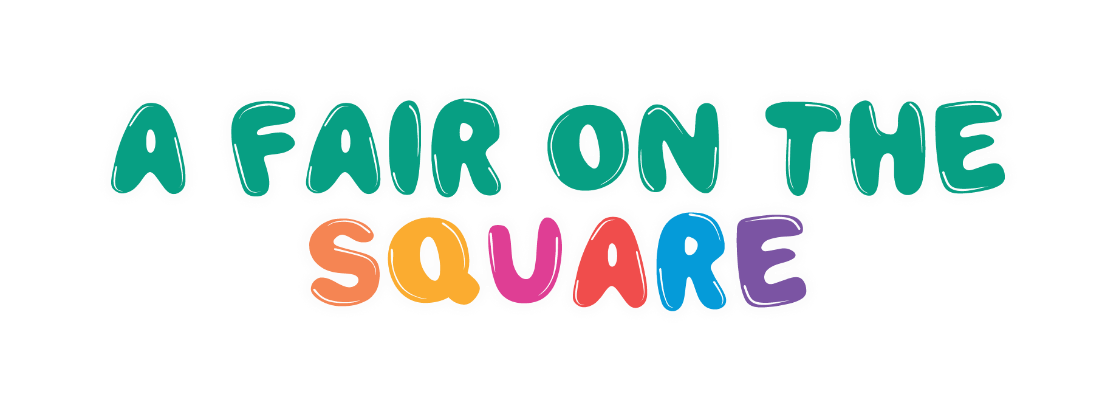 A FAIR ON THE
SQUARE